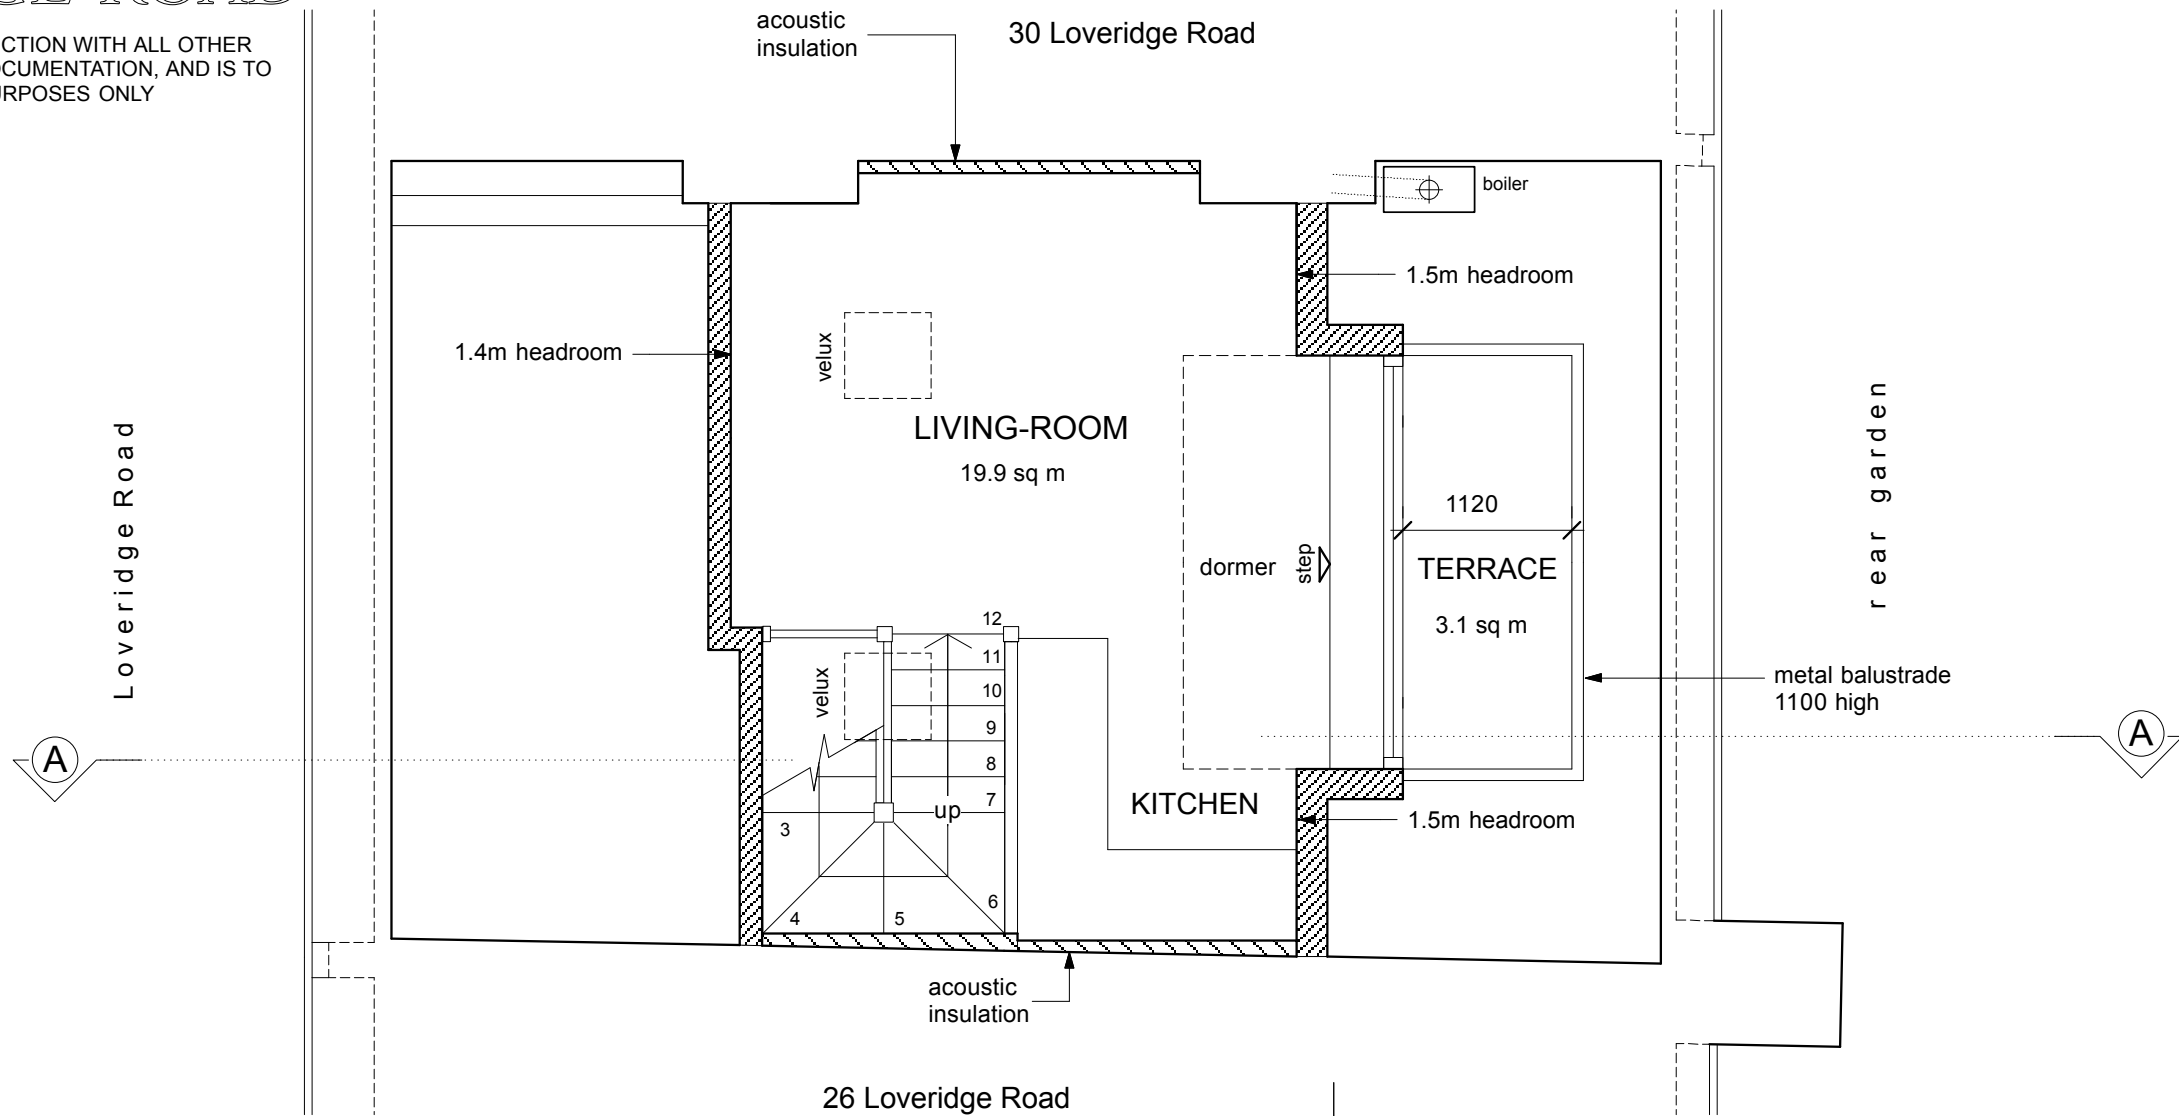 CTION WITH ALL OTHER
OCUMENTATION, AND IS TO
URPOSES ONLY
acoustic
insulation
30 Loveridge Road
boiler
1.5m headroom
1.4m headroom
velux
LIVING-ROOM
19.9 sq m
Loveridge Road
rear garden
1120
dormer
step
TERRACE
3.1 sq m
metal balustrade
1100 high
12
11
10
9
8
7
6
5
4
3
up
velux
A
A
KITCHEN
1.5m headroom
acoustic
insulation
26 Loveridge Road